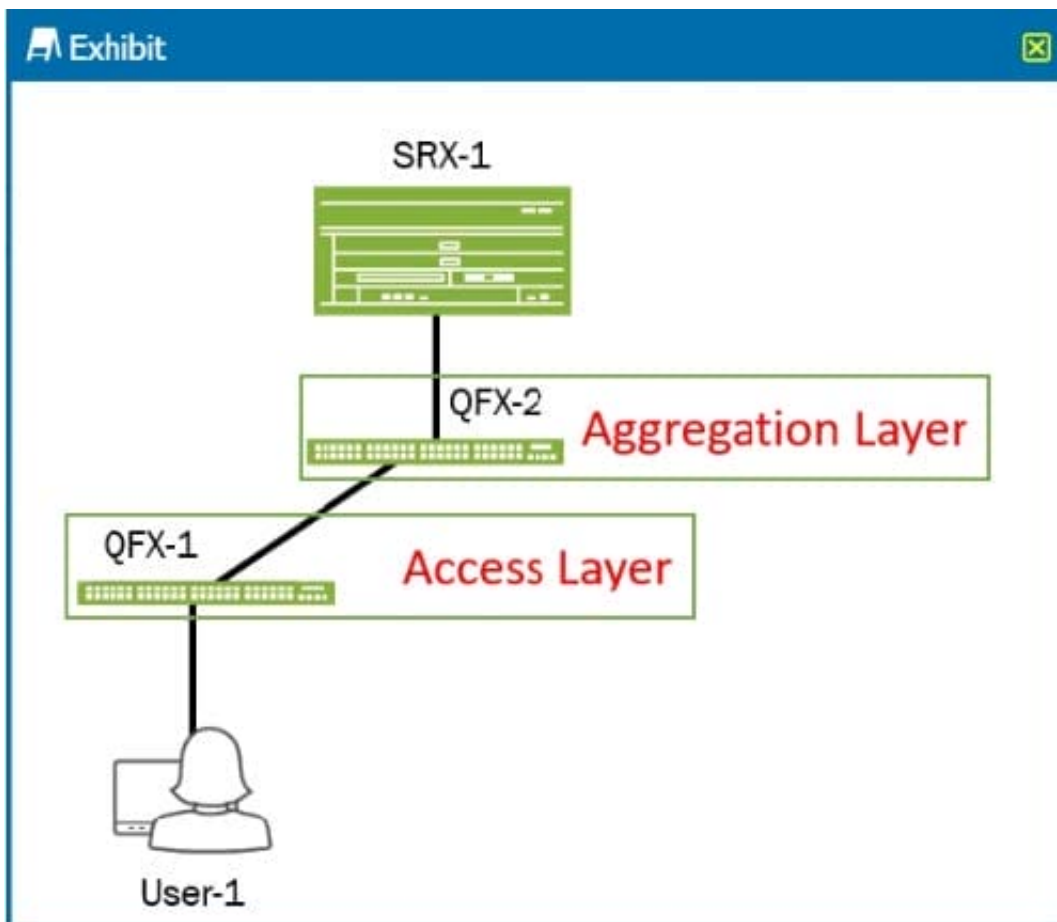 Exhibit
SRX-1
QFX-2
Aggregation Layer
QFX-1
Access Layer
User-1